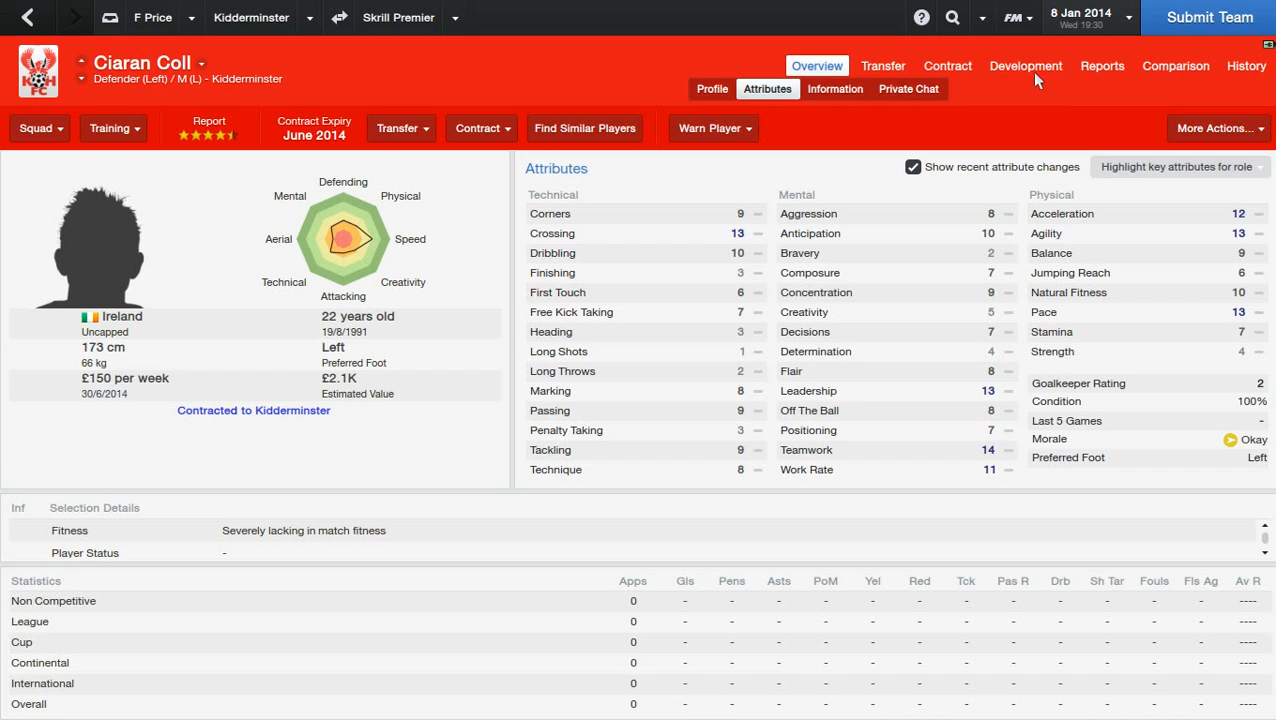 F Price Kidderminster Skrill Premier ? FM 8 Jan 2014 Submit Team
Wed 19:30
KHFC
Ciaran Coll
Defender (Left) / M (L) - Kidderminster
Overview Transfer Contract Development Reports Comparison History
Profile Attributes Information Private Chat
Squad Training Report Contract Expiry June 2014 Transfer Contract Find Similar Players Warn Player More Actions...
Defending
Mental Physical
Aerial Speed
Technical Creativity
Attacking
Ireland 22 years old
Uncapped 19/8/1991
173 cm Left
66 kg Preferred Foot
£150 per week £2.1K
30/6/2014 Estimated Value
Contracted to Kidderminster
Attributes Show recent attribute changes Highlight key attributes for role
Technical Mental Physical
Corners 9 - Aggression 8 - Acceleration 12 -
Crossing 13 - Anticipation 10 - Agility 13 -
Dribbling 10 - Bravery 2 - Balance 9 -
Finishing 3 - Composure 7 - Jumping Reach 6 -
First Touch 6 - Concentration 9 - Natural Fitness 10 -
Free Kick Taking 7 - Creativity 5 - Pace 13 -
Heading 3 - Decisions 7 - Stamina 7 -
Long Shots 1 - Determination 4 - Strength 4 -
Long Throws 2 - Flair 8 -
Marking 8 - Leadership 13 - Goalkeeper Rating 2
Passing 9 - Off The Ball 8 - Condition 100%
Penalty Taking 3 - Positioning 7 - Last 5 Games -
Tackling 9 - Teamwork 14 - Morale Okay
Technique 8 - Work Rate 11 - Preferred Foot Left
Inf Selection Details
Fitness Severely lacking in match fitness
Player Status -
Statistics Apps Gls Pens Asts PoM Yel Red Tck Pas R Drb Sh Tar Fouls Fls Ag Av R
Non Competitive 0 - - - - - - - - - - - - ----
League 0 - - - - - - - - - - - - ----
Cup 0 - - - - - - - - - - - - ----
Continental 0 - - - - - - - - - - - - ----
International 0 - - - - - - - - - - - - ----
Overall 0 - - - - - - - - - - - - ----